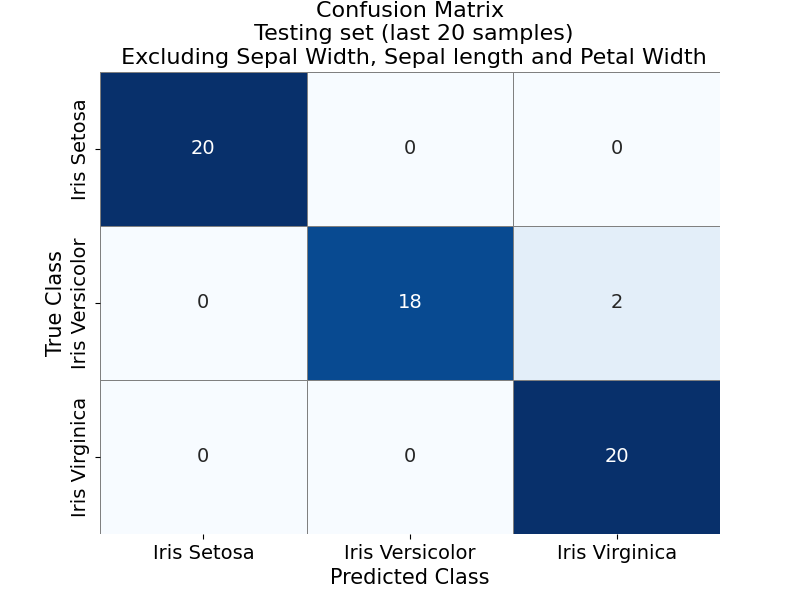 Confusion Matrix
Testing set (last 20 samples)
Excluding Sepal Width, Sepal length and Petal Width
True Class
Iris Setosa
20
0
0
Iris Versicolor
0
18
2
Iris Virginica
0
0
20
Iris Setosa
Iris Versicolor
Iris Virginica
Predicted Class